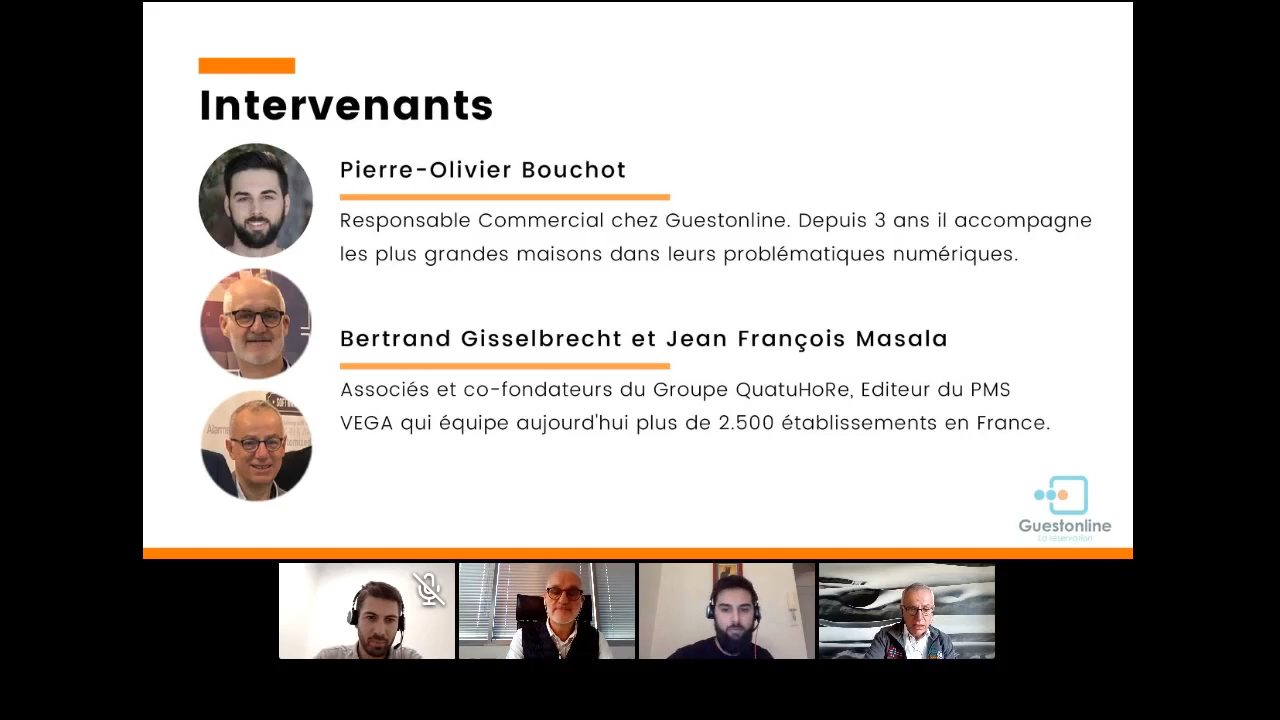 Intervenants
Pierre-Olivier Bouchot
Responsable Commercial chez Guestonline. Depuis 3 ans il accompagne
les plus grandes maisons dans leurs problématiques numériques.
Bertrand Gisselbrecht et Jean François Masala
Associés et co-fondateurs du Groupe QuatuHoRe, Editeur du PMS
VEGA qui équipe aujourd'hui plus de 2.500 établissements en France.
Guestonline
La réservation